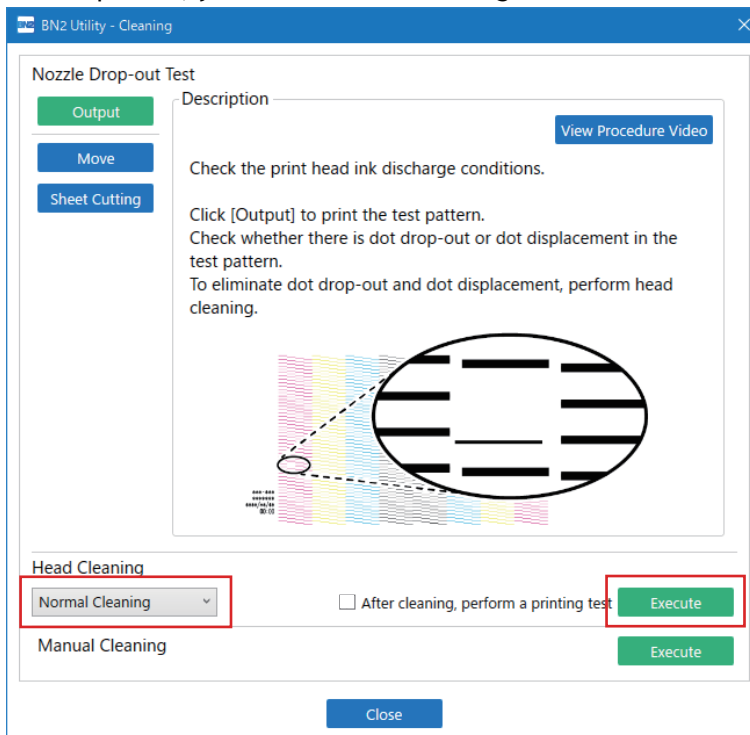 BN2 BN2 Utility - Cleaning
Nozzle Drop-out Test
Output
Move
Sheet Cutting
Description
View Procedure Video
Check the print head ink discharge conditions.
Click [Output] to print the test pattern.
Check whether there is dot drop-out or dot displacement in the
test pattern.
To eliminate dot drop-out and dot displacement, perform head
cleaning.
Head Cleaning
Normal Cleaning
After cleaning, perform a printing test
Execute
Manual Cleaning
Execute
Close